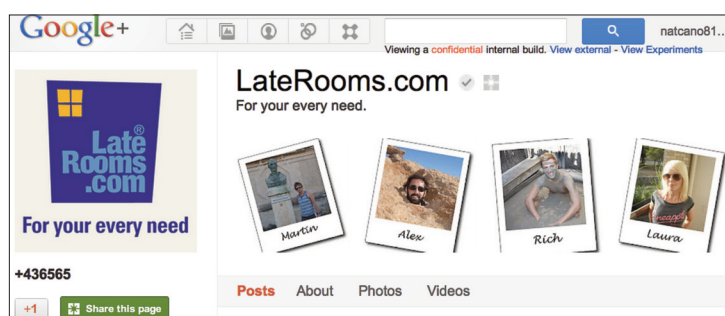 Google+
natcano81...
Viewing a confidential internal build. View external - View Experiments
LateRooms.com
For your every need.
Late®
Rooms
.com
For your every need
Martin
Alex
Rich
Laura
+436565
Posts About Photos Videos
+1 Share this page